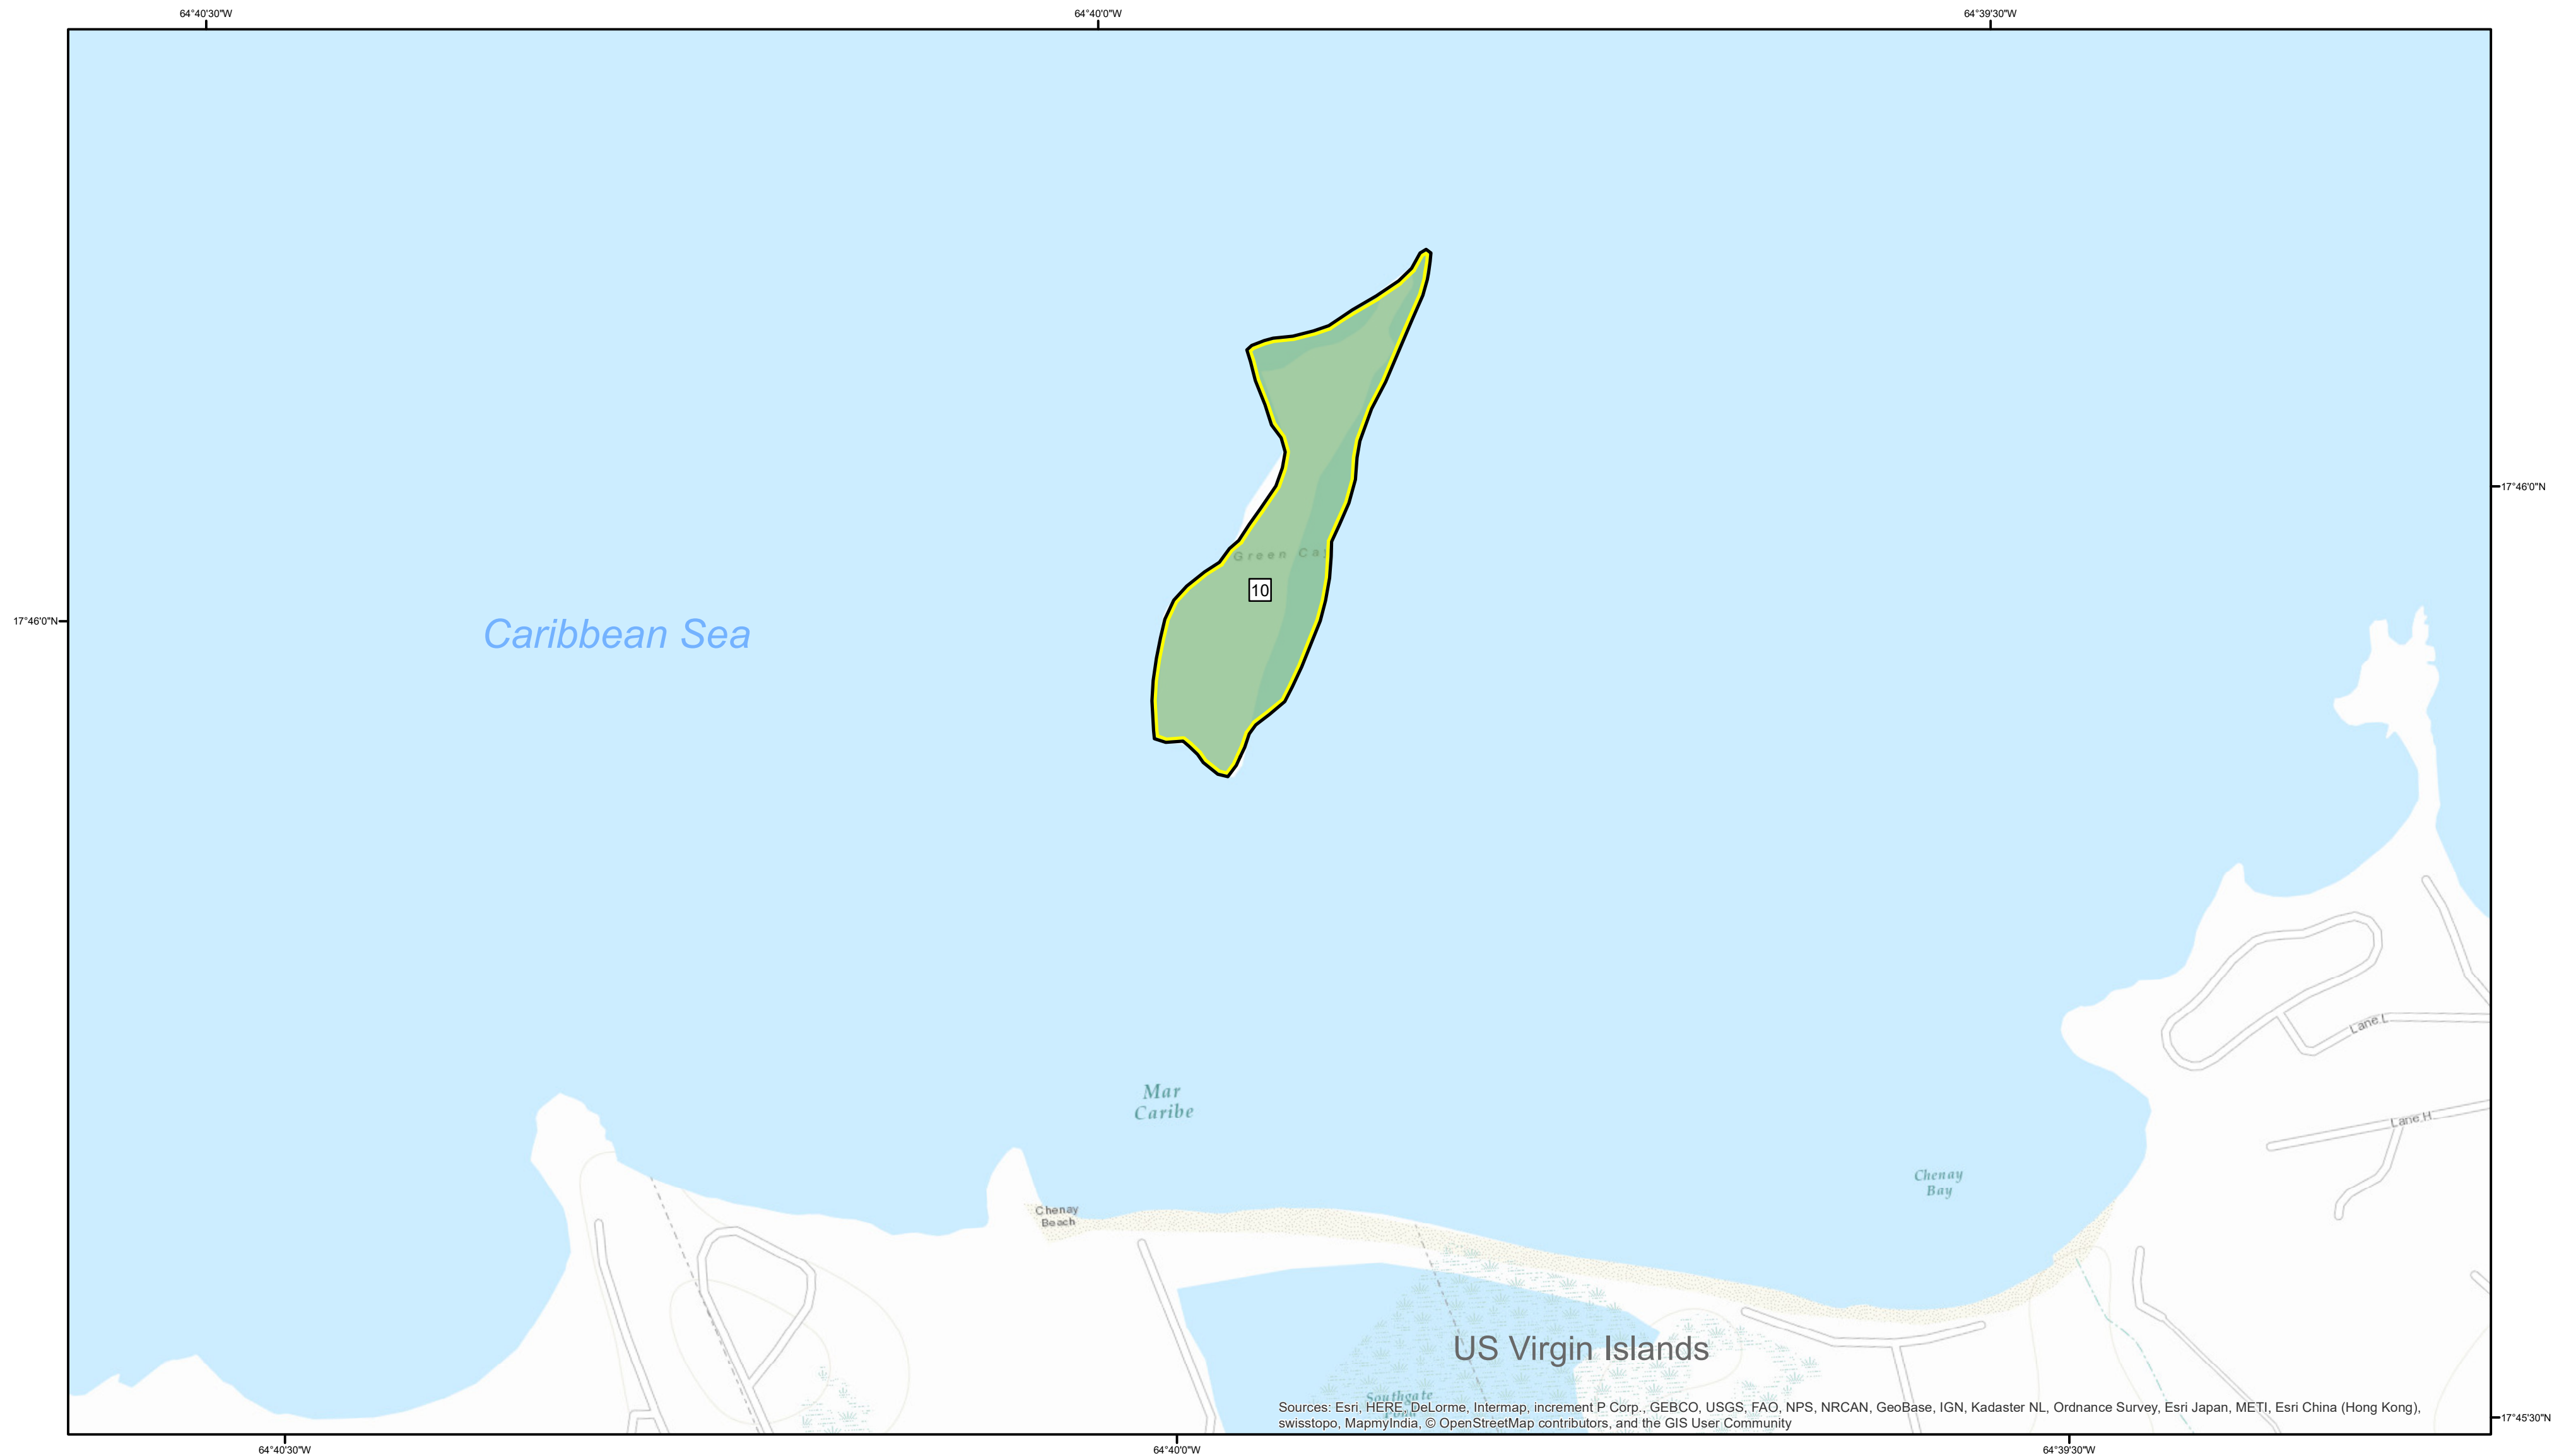 64°40'30"W
64°40'0"W
64°39'30"W
17°46'0"N
Green Cay
10
17°46'0"N
Caribbean Sea
Lane L
Mar
Caribe
Lane H
Chenay
Bay
Chenay
Beach
US Virgin Islands
Southgate
Pond
Sources: Esri, HERE, DeLorme, Intermap, increment P Corp., GEBCO, USGS, FAO, NPS, NRCAN, GeoBase, IGN, Kadaster NL, Ordnance Survey, Esri Japan, METI, Esri China (Hong Kong),
swisstopo, MapmyIndia, © OpenStreetMap contributors, and the GIS User Community
17°45'30"N
64°40'30"W
64°40'0"W
64°39'30"W